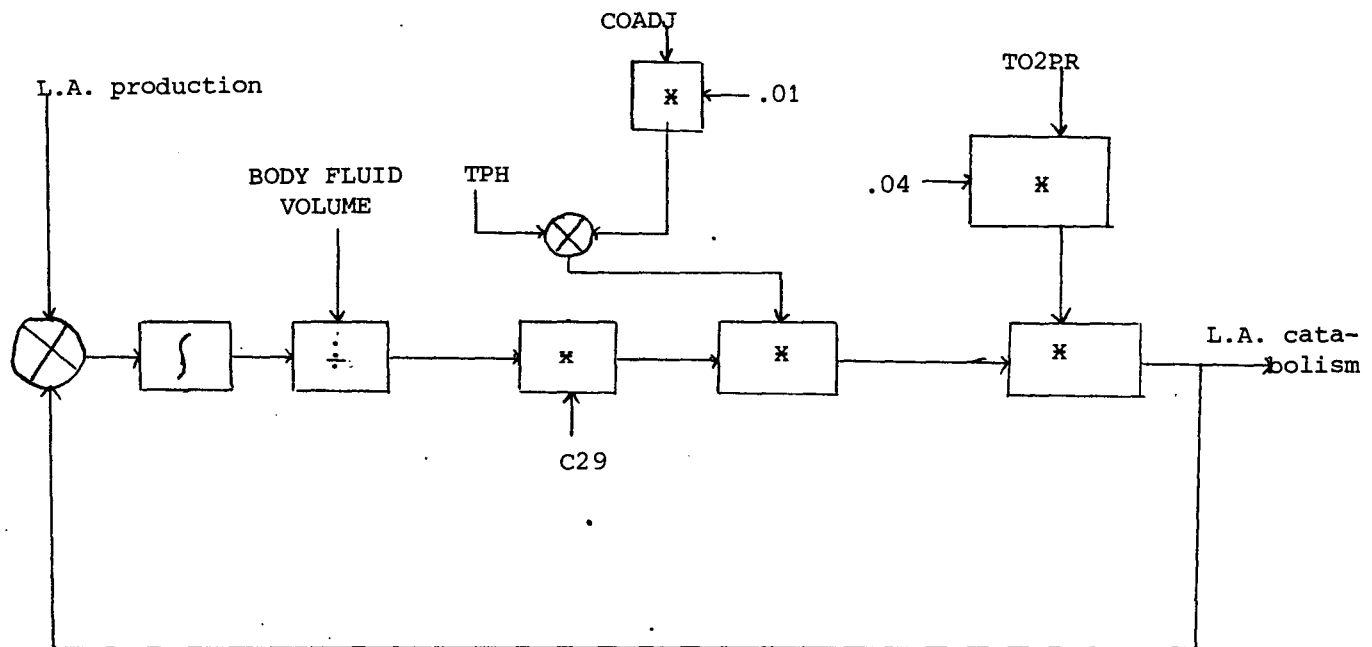 COADJ
L.A. production
TO2PR
* .01
BODY FLUID
VOLUME
TPH
.04 *
∫ ÷ * * *
L.A. cata-
bolism
C29